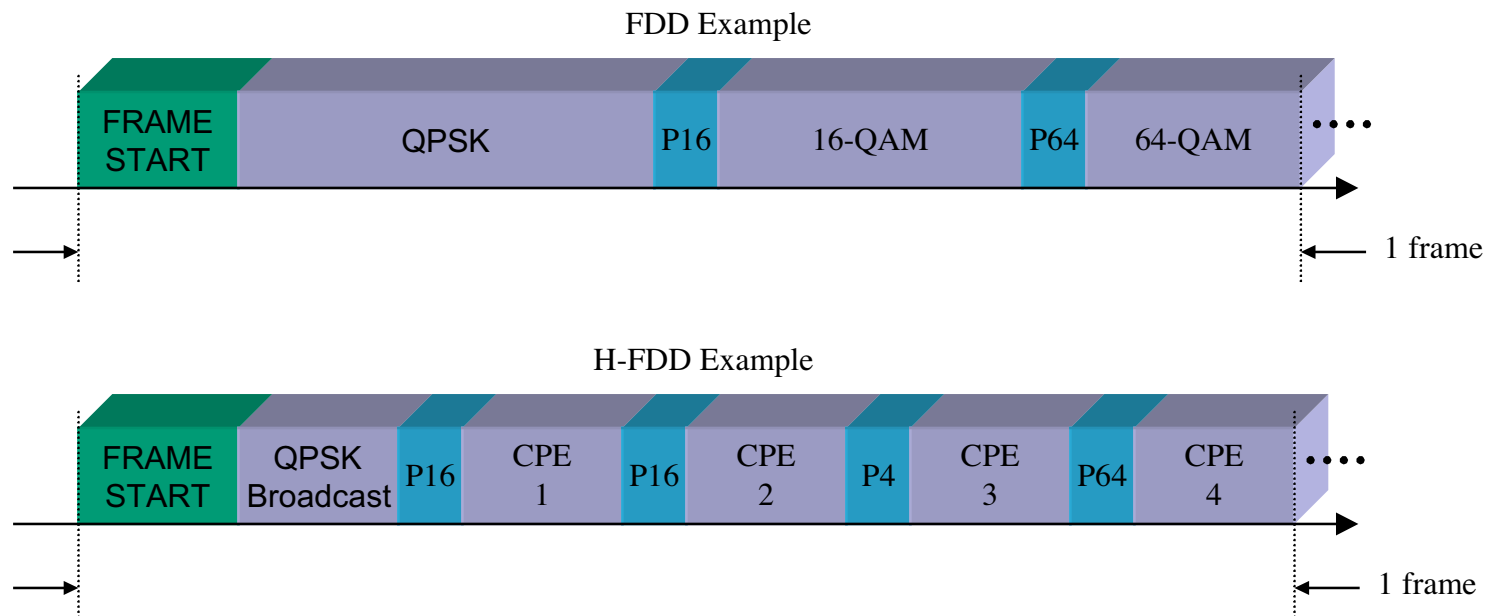 FDD Example
FRAME
START
QPSK
P16
16-QAM
P64
64-QAM
1 frame
H-FDD Example
FRAME
START
QPSK
Broadcast
P16
CPE
1
P16
CPE
2
P4
CPE
3
P64
CPE
4
1 frame